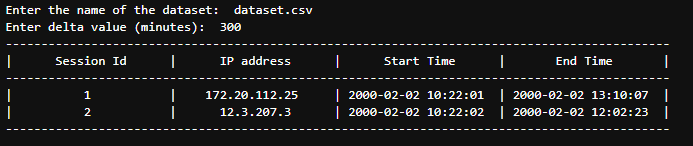 Enter the name of the dataset:  dataset.csv
Enter delta value (minutes):  300
---------------------------------------------------------------------------------------------
|      Session Id      |      IP address      |      Start Time      |       End Time       |
---------------------------------------------------------------------------------------------
|          1           |    172.20.112.25     | 2000-02-02 10:22:01  | 2000-02-02 13:10:07  |
|          2           |      12.3.207.3      | 2000-02-02 10:22:02  | 2000-02-02 12:02:23  |
---------------------------------------------------------------------------------------------